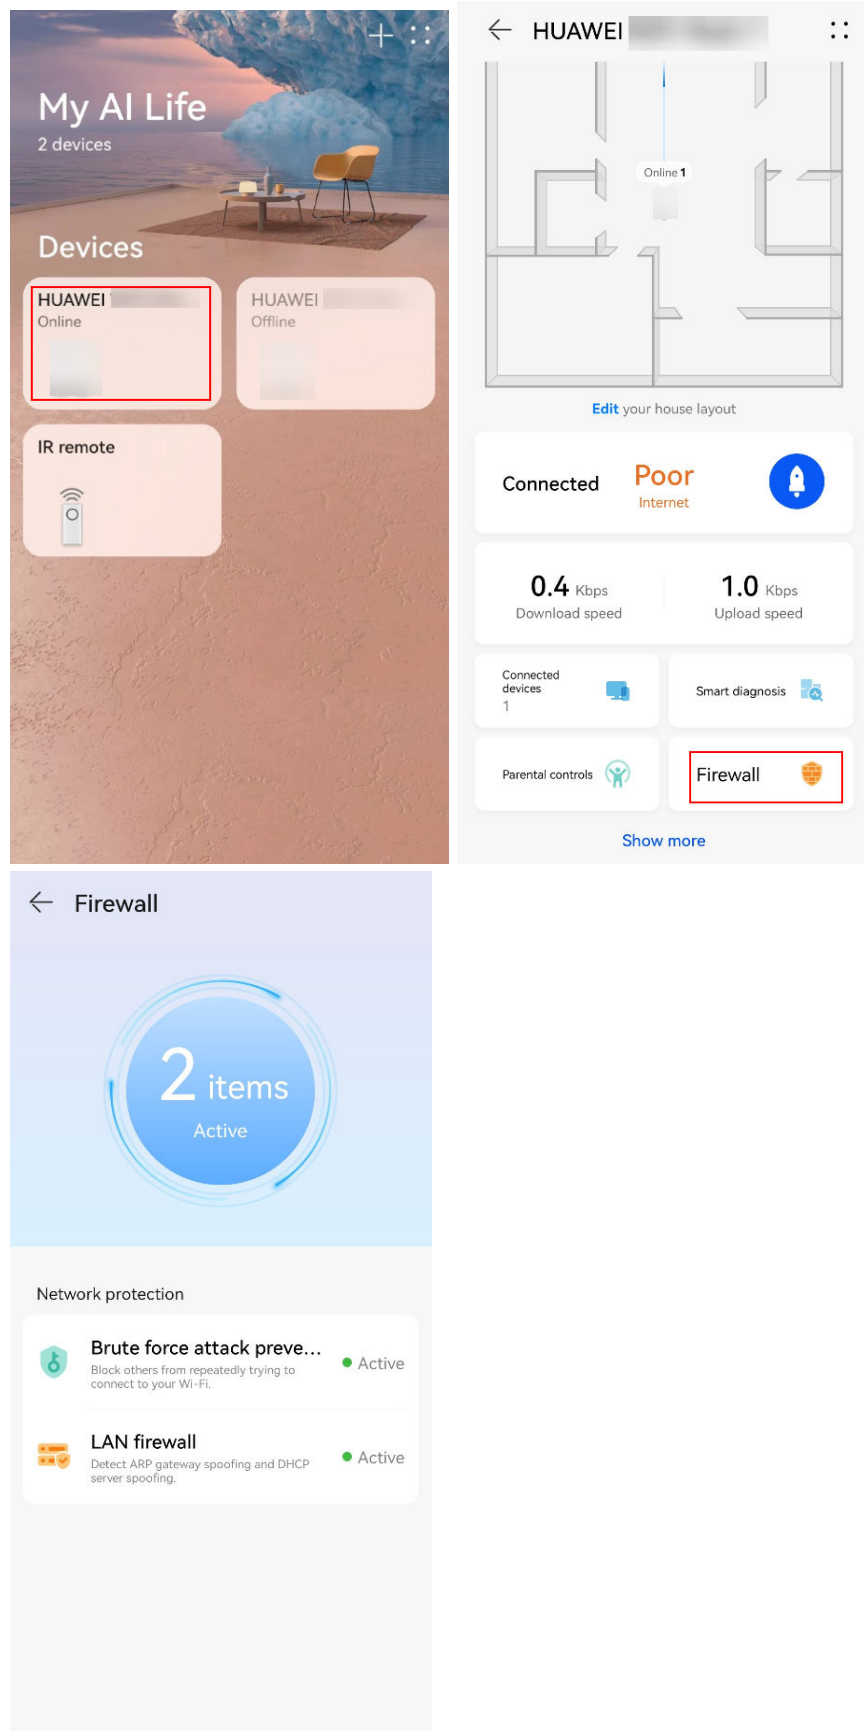 My AI Life
2 devices
Devices
HUAWEI
Online
HUAWEI
Offline
IR remote
HUAWEI
Online 1
Edit your house layout
Connected
Poor
Internet
0.4 Kbps
Download speed
1.0 Kbps
Upload speed
Connected
devices
1
Smart diagnosis
Parental controls
Firewall
Show more
Firewall
2 items
Active
Network protection
Brute force attack preve...
Block others from repeatedly trying to
connect to your Wi-Fi.
Active
LAN firewall
Detect ARP gateway spoofing and DHCP
server spoofing.
Active